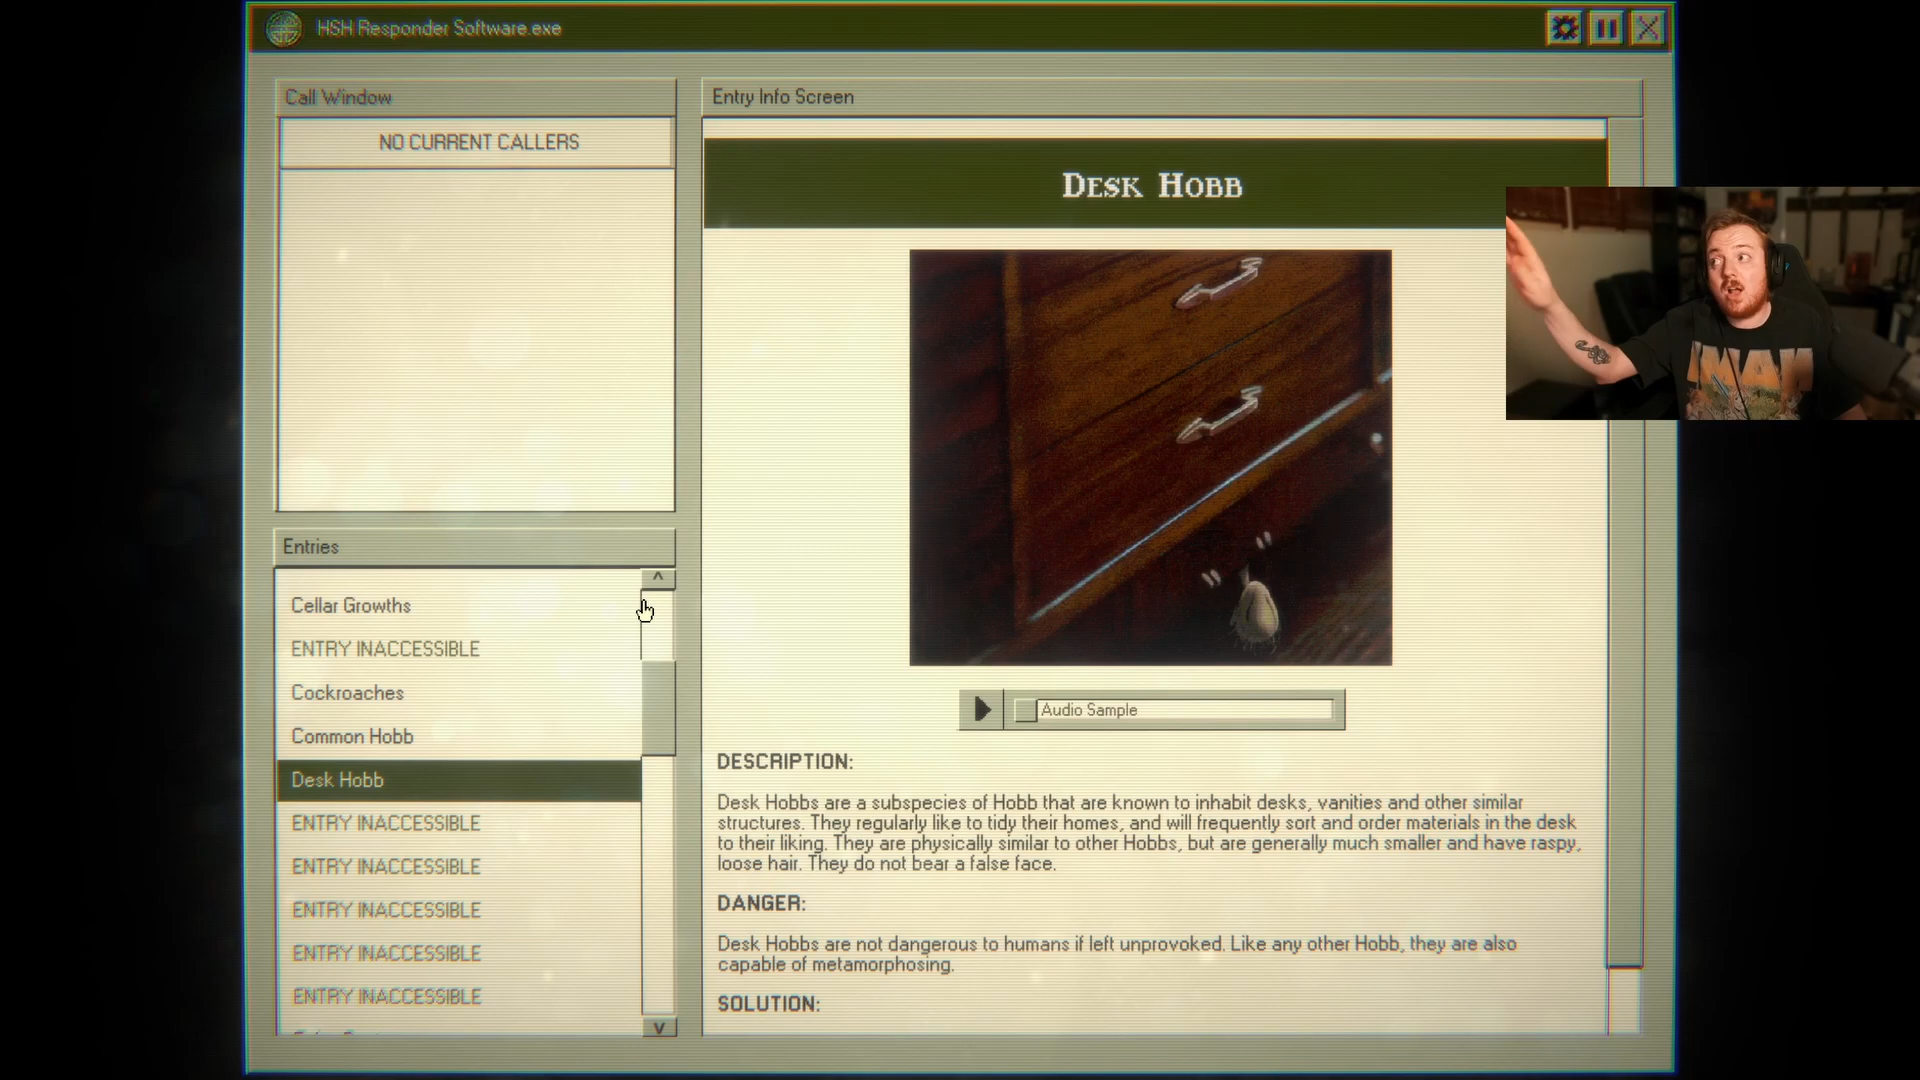 HSH Responder Software.exe
Call Window
NO CURRENT CALLERS
Entries
Cellar Growths
ENTRY INACCESSIBLE
Cockroaches
Common Hobb
Desk Hobb
ENTRY INACCESSIBLE
ENTRY INACCESSIBLE
ENTRY INACCESSIBLE
ENTRY INACCESSIBLE
ENTRY INACCESSIBLE
Entry Info Screen
Desk Hobb
Audio Sample
DESCRIPTION:
Desk Hobbs are a subspecies of Hobb that are known to inhabit desks, vanities and other similar
structures. They regularly like to tidy their homes, and will frequently sort and order materials in the desk
to their liking. They are physically similar to other Hobbs, but are generally much smaller and have raspy,
loose hair. They do not bear a false face.
DANGER:
Desk Hobbs are not dangerous to humans if left unprovoked. Like any other Hobb, they are also
capable of metamorphosing.
SOLUTION: